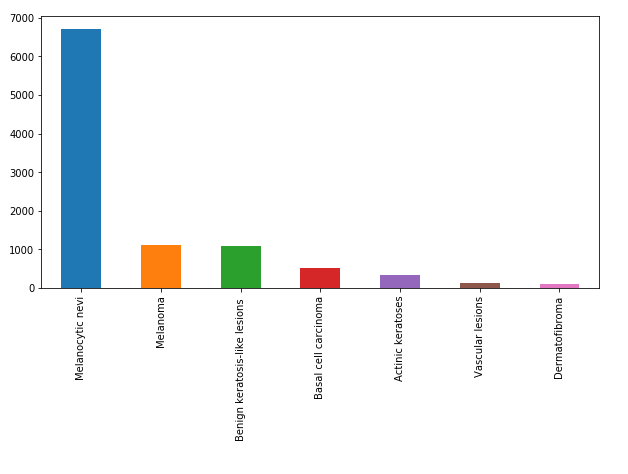 7000
6000
5000
4000
3000
2000
1000
0
Melanocytic nevi
Melanoma
Benign keratosis-like lesions
Basal cell carcinoma
Actinic keratoses
Vascular lesions
Dermatofibroma